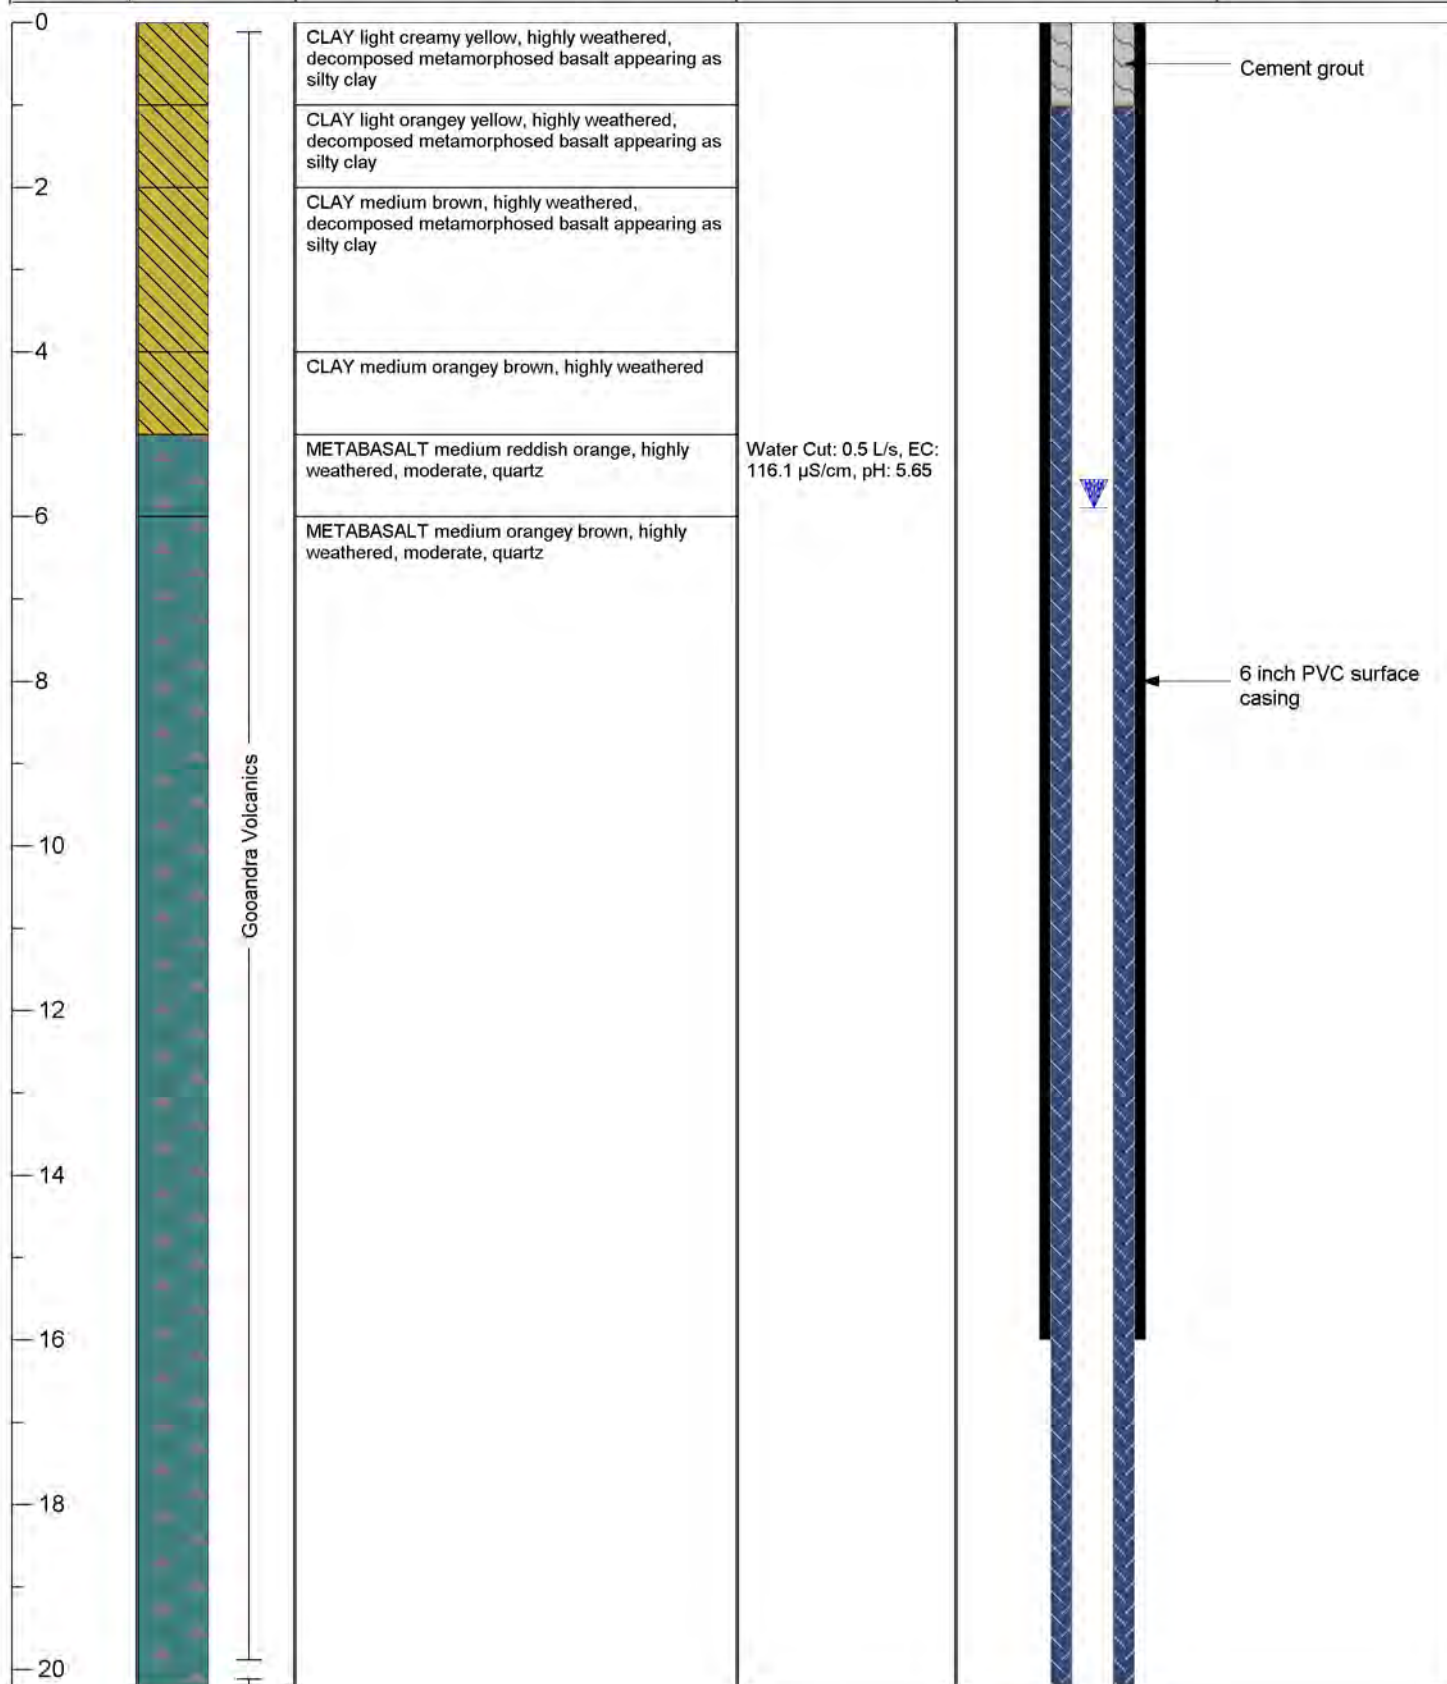 0
CLAY light creamy yellow, highly weathered,
decomposed metamorphosed basalt appearing as
silty clay
Cement grout
CLAY light orangey yellow, highly weathered,
decomposed metamorphosed basalt appearing as
silty clay
2
CLAY medium brown, highly weathered,
decomposed metamorphosed basalt appearing as
silty clay
4
CLAY medium orangey brown, highly weathered
METABASALT medium reddish orange, highly
weathered, moderate, quartz
Water Cut: 0.5 L/s, EC:
116.1 µS/cm, pH: 5.65
6
METABASALT medium orangey brown, highly
weathered, moderate, quartz
8
6 inch PVC surface
casing
Gooandra Volcanics
10
12
14
16
18
20